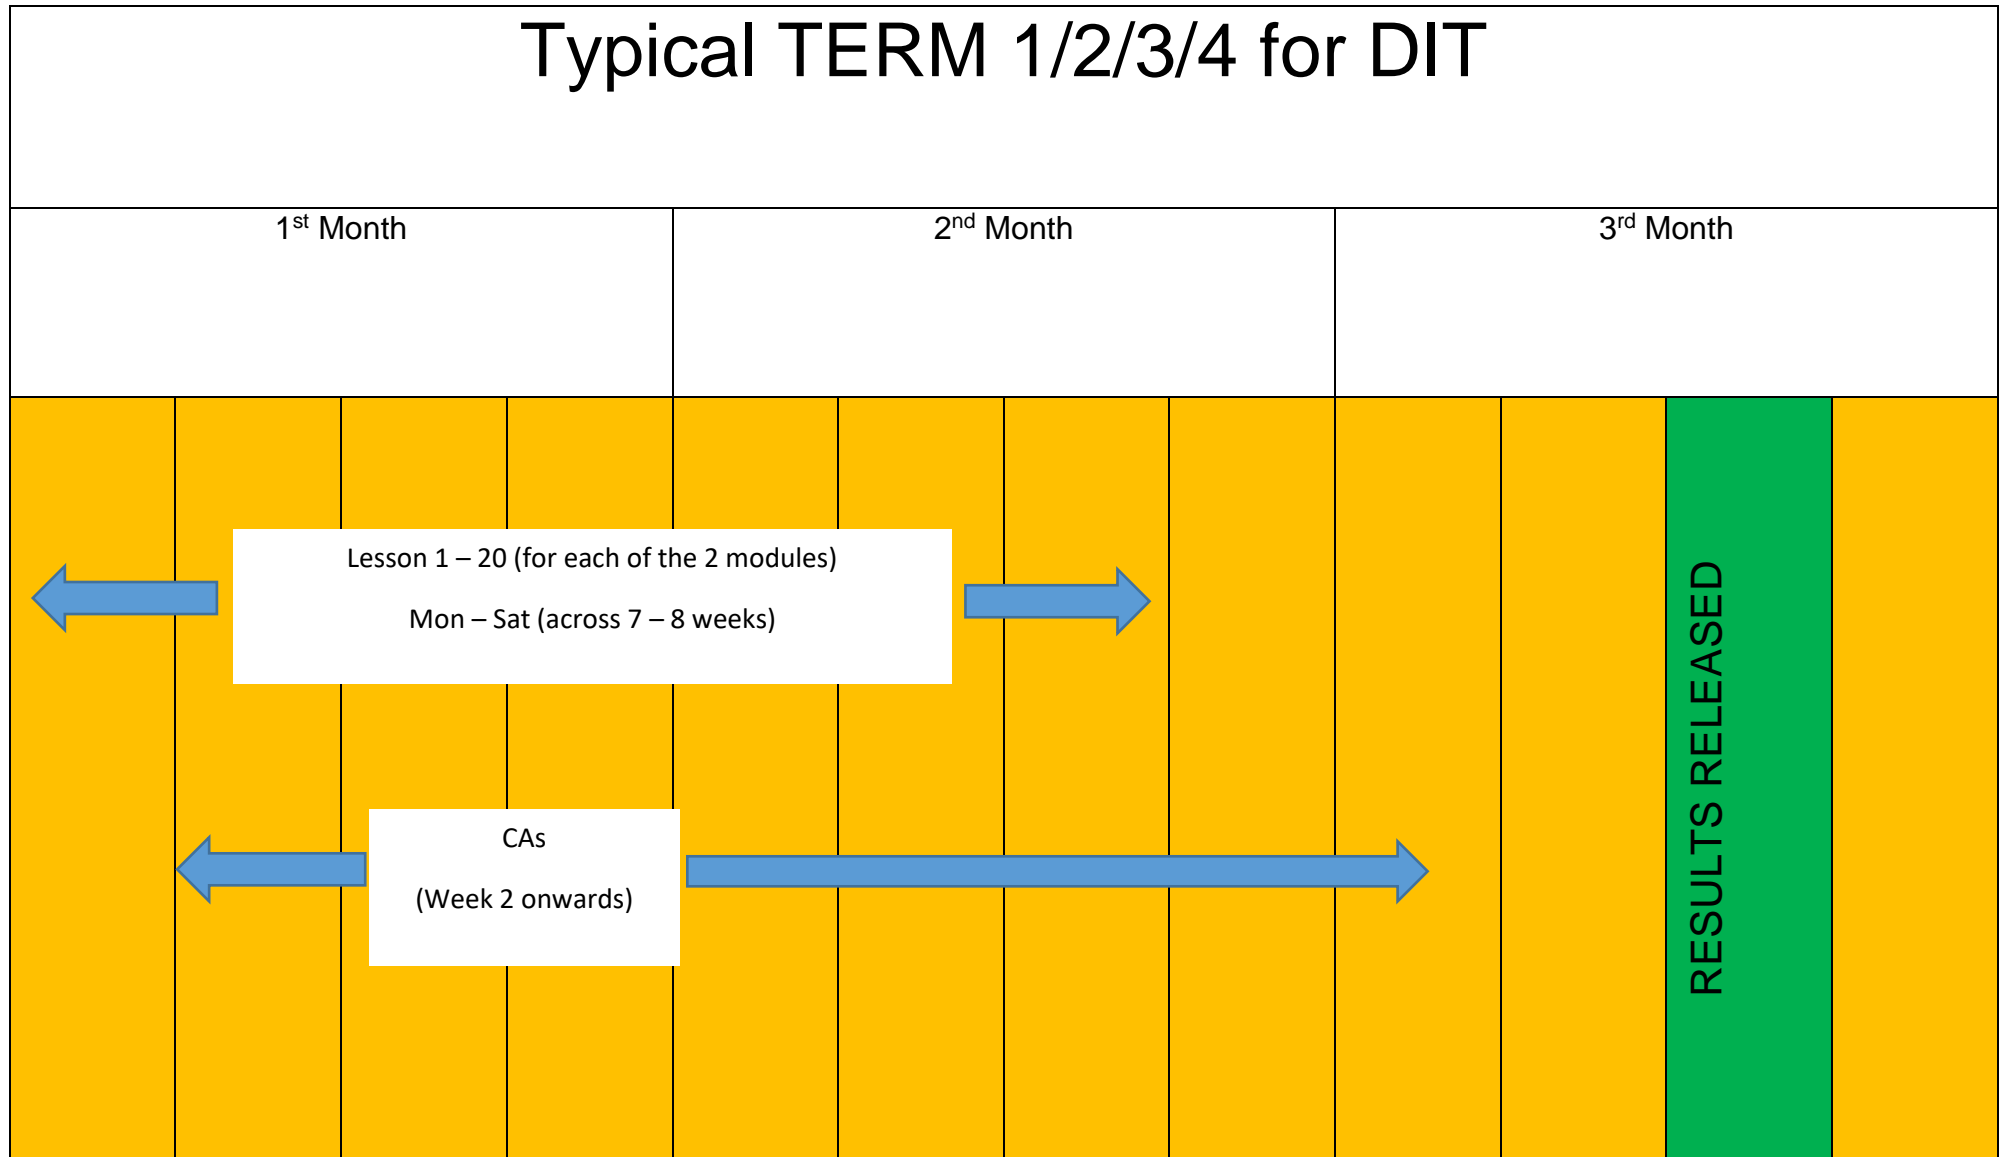 Typical TERM 1/2/3/4 for DIT
1st Month
2nd Month
3rd Month
Lesson 1 – 20 (for each of the 2 modules)
Mon – Sat (across 7 – 8 weeks)
CAs
(Week 2 onwards)
RESULTS RELEASED